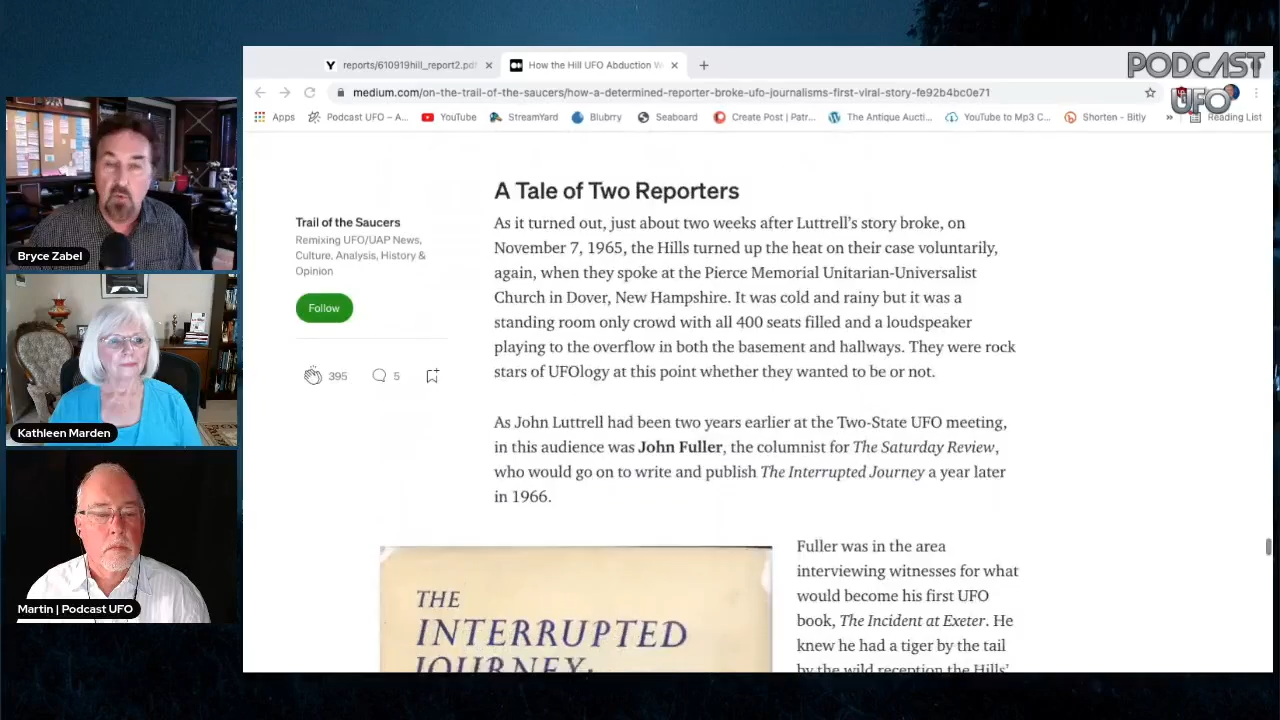 PODCAST
UFO
reports/610919hill_report2.pdf
How the Hill UFO Abduction W
medium.com/on-the-trail-of-the-saucers/how-a-determined-reporter-broke-ufo-journalisms-first-viral-story-fe92b4bc0e71
Apps Podcast UFO – A... YouTube StreamYard Blubrry Seaboard Create Post | Patr... The Antique Aucti... YouTube to Mp3 C... Shorten - Bitly » Reading List
A Tale of Two Reporters
As it turned out, just about two weeks after Luttrell’s story broke, on
November 7, 1965, the Hills turned up the heat on their case voluntarily,
again, when they spoke at the Pierce Memorial Unitarian-Universalist
Church in Dover, New Hampshire. It was cold and rainy but it was a
standing room only crowd with all 400 seats filled and a loudspeaker
playing to the overflow in both the basement and hallways. They were rock
stars of UFOlogy at this point whether they wanted to be or not.
As John Luttrell had been two years earlier at the Two-State UFO meeting,
in this audience was John Fuller, the columnist for The Saturday Review,
who would go on to write and publish The Interrupted Journey a year later
in 1966.
Trail of the Saucers
Remixing UFO/UAP News,
Culture, Analysis, History &
Opinion
Follow
395 5
THE
INTERRUPTED
JOURNEY:
Fuller was in the area
interviewing witnesses for what
would become his first UFO
book, The Incident at Exeter. He
knew he had a tiger by the tail
by the wild reception the Hills’
Bryce Zabel
Kathleen Marden
Martin | Podcast UFO